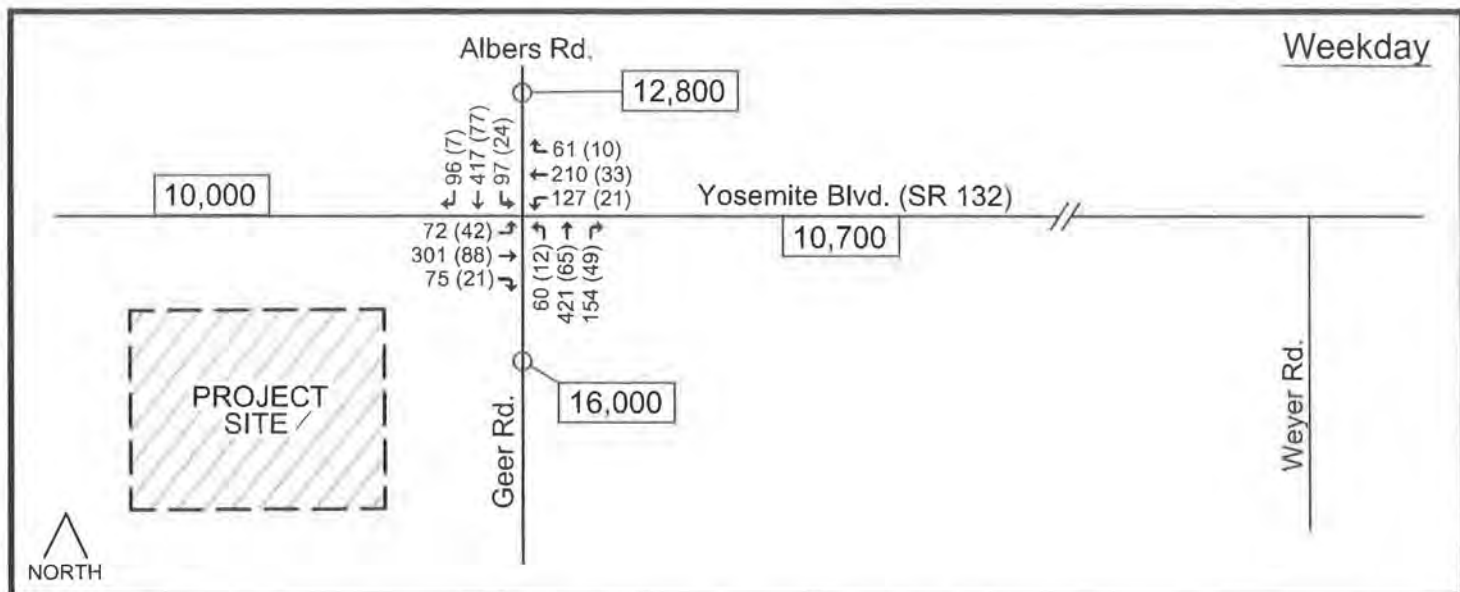 Weekday
Albers Rd.
12,800
96 (7)
417 (77)
97 (24)
61 (10)
210 (33)
127 (21)
10,000
Yosemite Blvd. (SR 132)
10,700
72 (42)
301 (88)
75 (21)
60 (12)
421 (65)
154 (49)
PROJECT
SITE
16,000
Geer Rd.
Weyer Rd.
NORTH